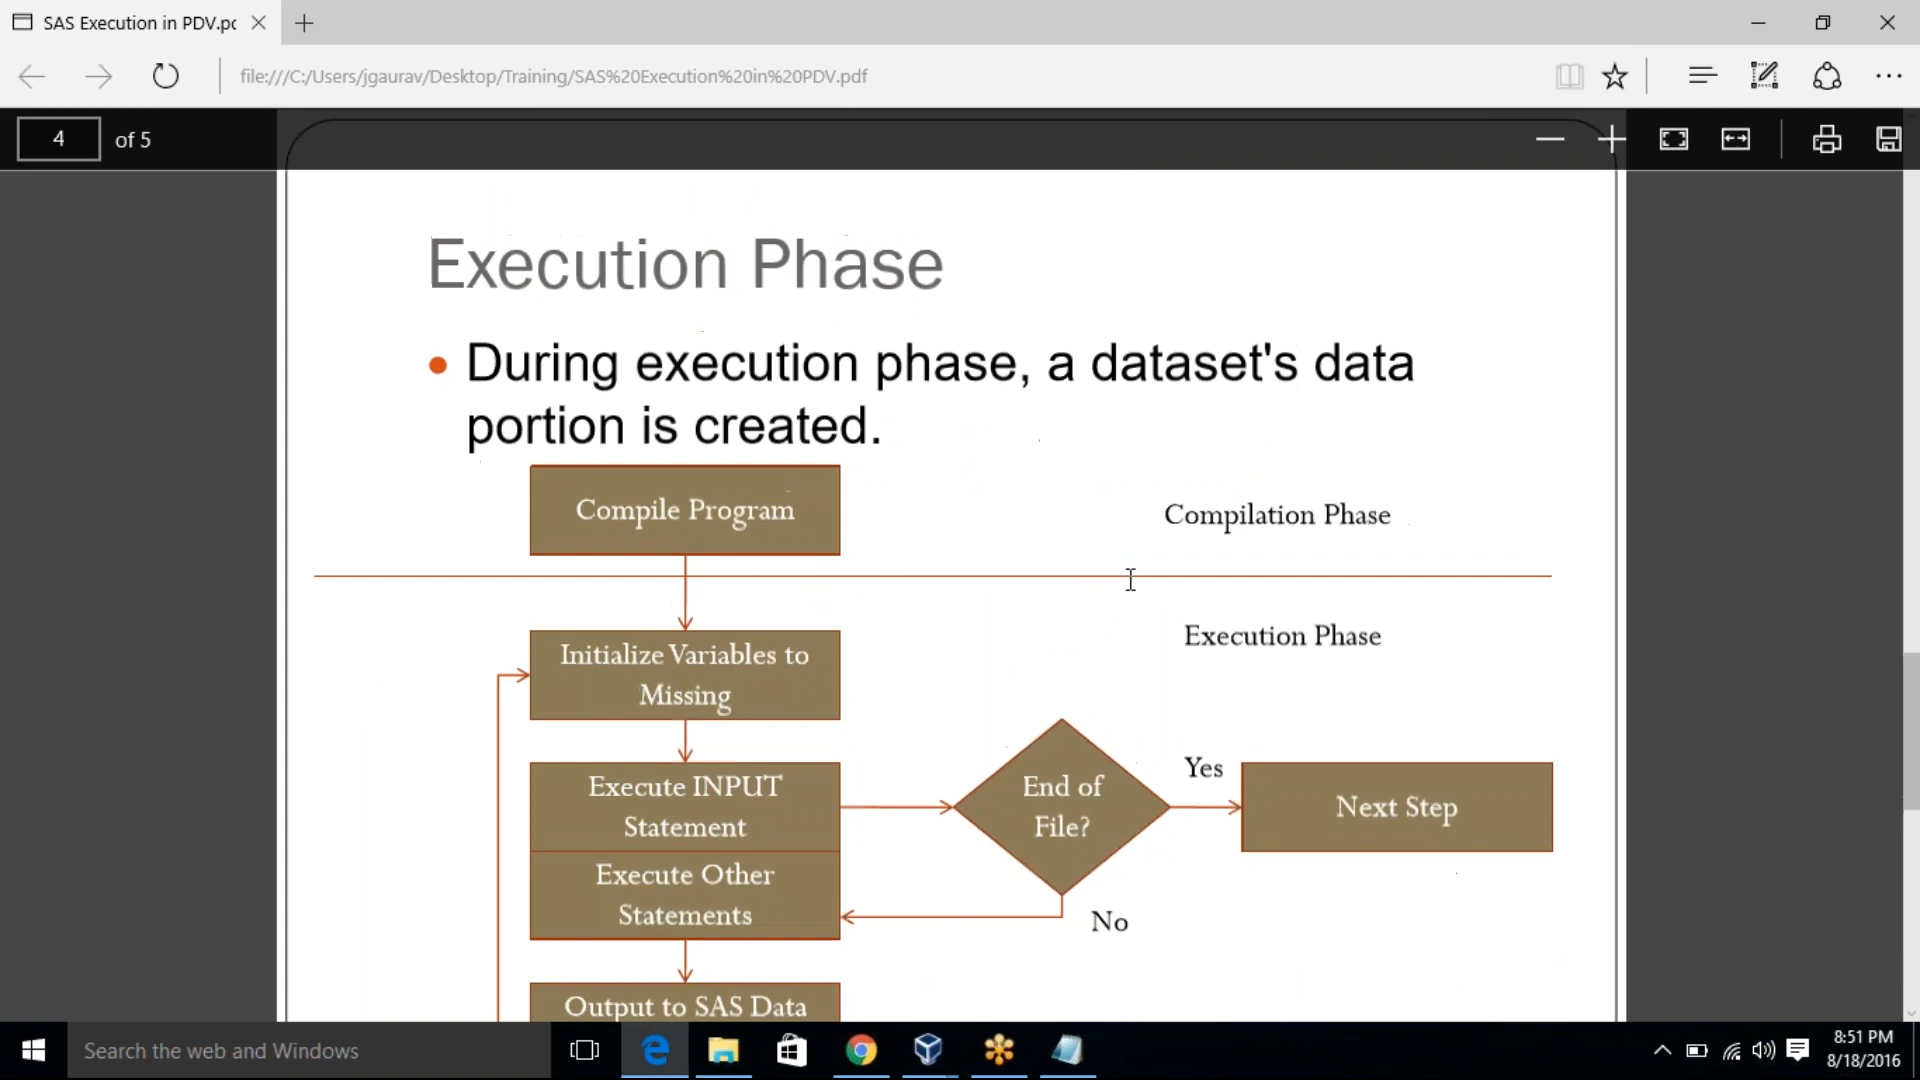 SAS Execution in PDV.pc
file:///C:/Users/jgaurav/Desktop/Training/SAS%20Execution%20in%20PDV.pdf
4 of 5
Execution Phase
During execution phase, a dataset's data
portion is created.
Compile Program
Compilation Phase
Execution Phase
Initialize Variables to
Missing
Execute INPUT
Statement
End of
File?
Yes
Next Step
Execute Other
Statements
No
Output to SAS Data
Search the web and Windows
8:51 PM
8/18/2016